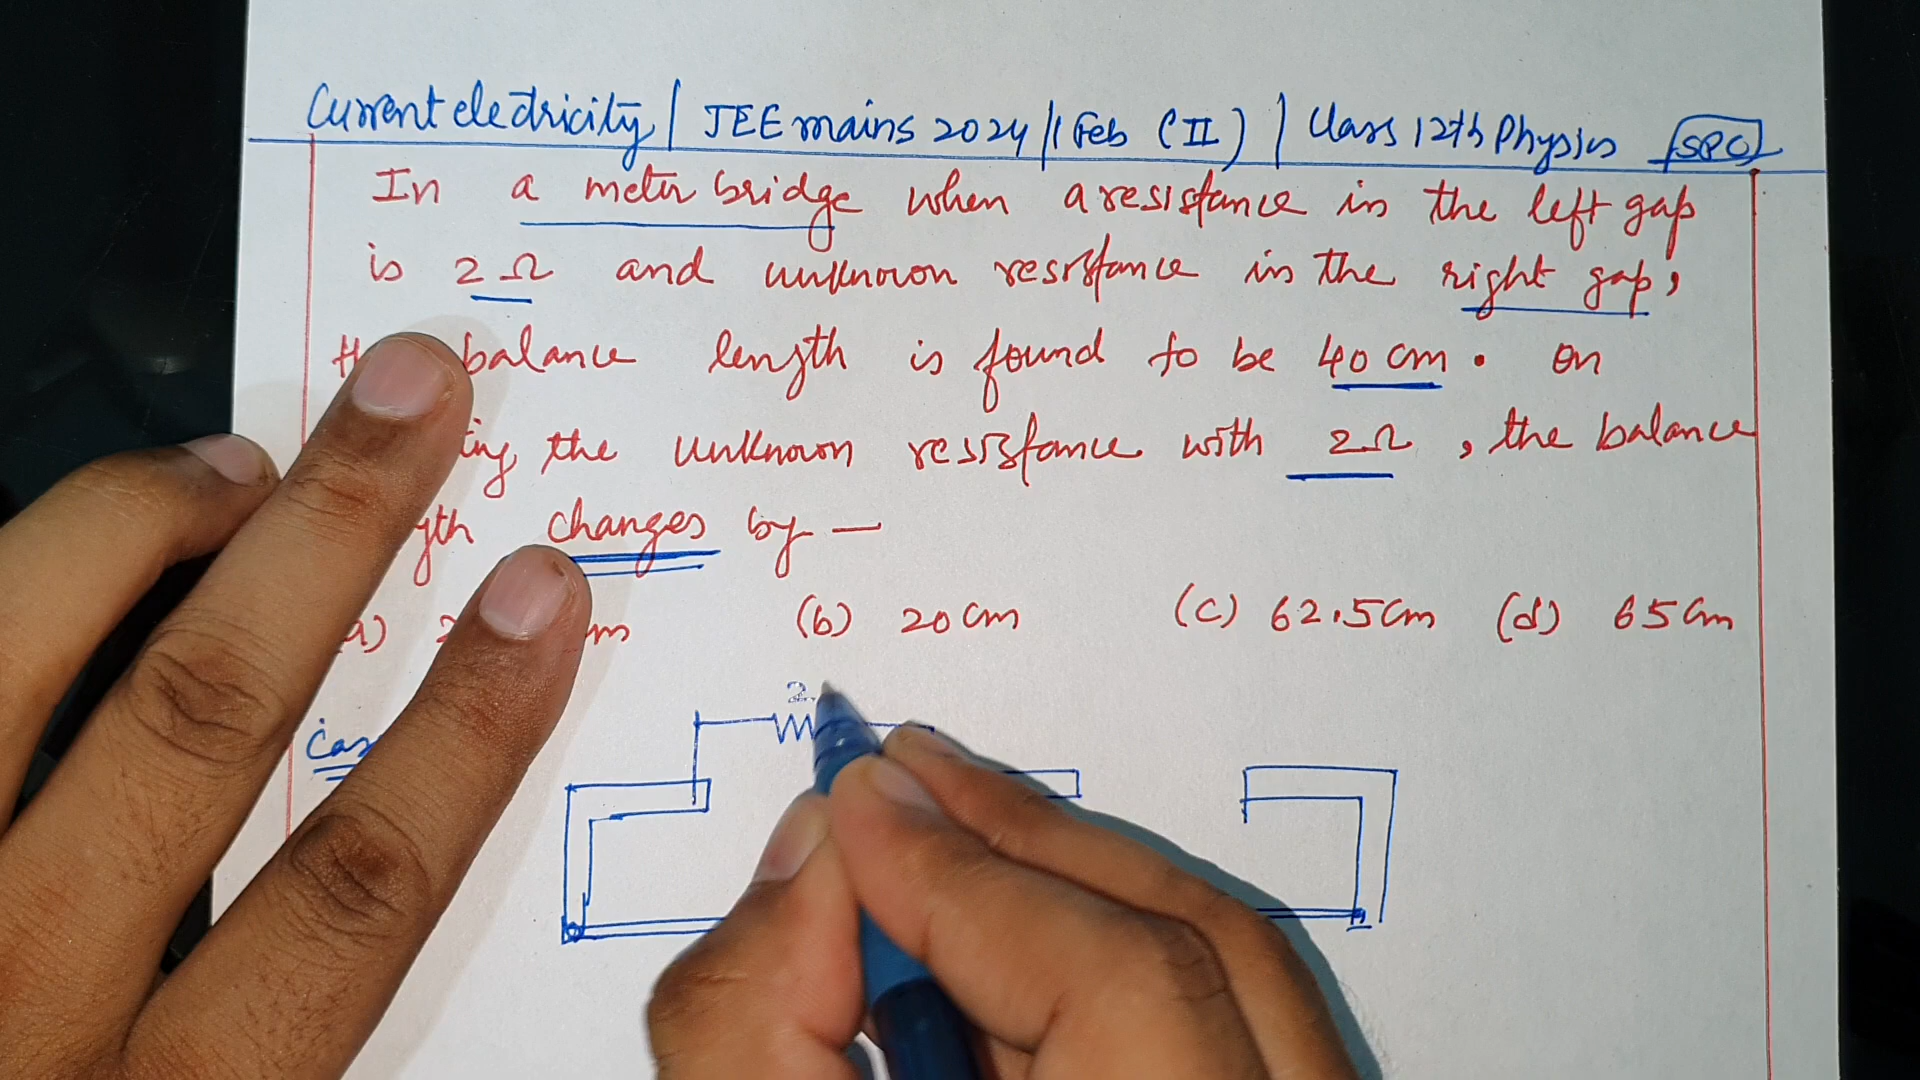 Current electricity | JEE mains 2024 | 1 Feb (II) | Class 12th Physics SPC
In a meter bridge when a resistance in the left gap
is 2Ω and unknown resistance in the right gap,
balance length is found to be 40 cm. on
the unknown resistance with 2Ω, the balance
changes by —
(b) 20 cm (c) 62.5 cm (d) 65 cm
2